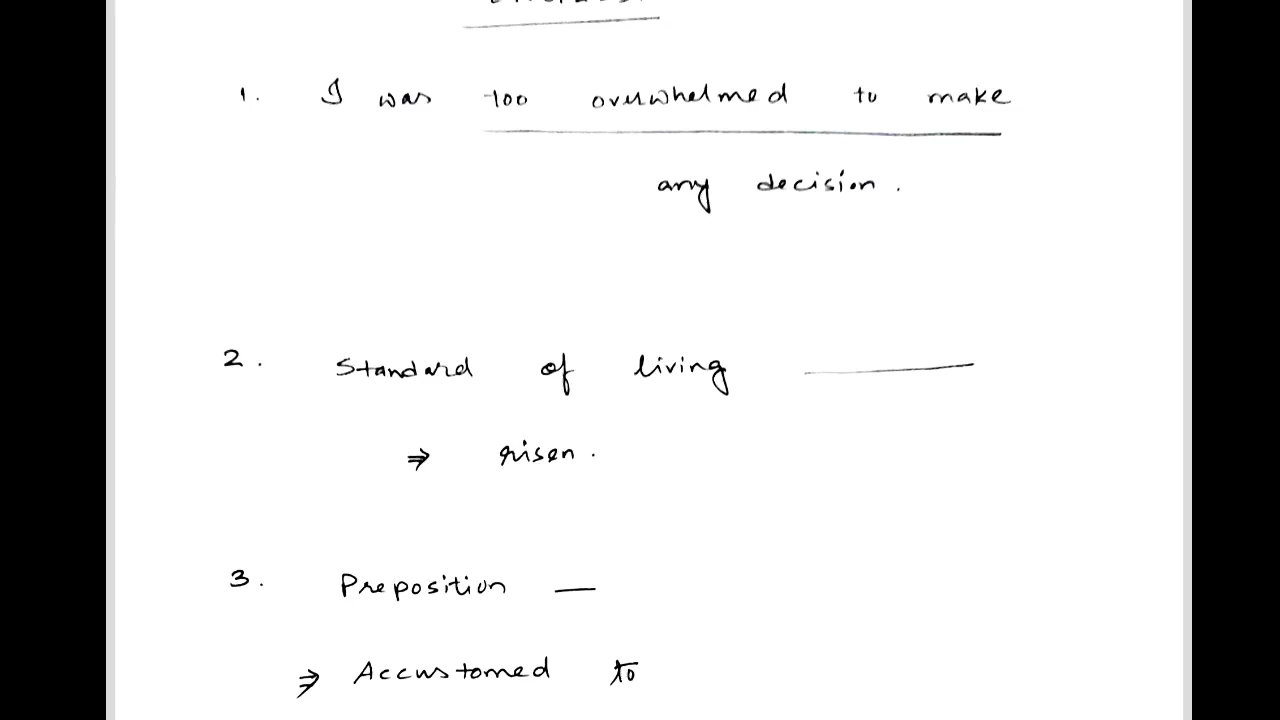 1. I was too overwhelmed to make
any decision.
2. Standard of living ―
⇒ risen.
3. Preposition —
⇒ Accustomed to